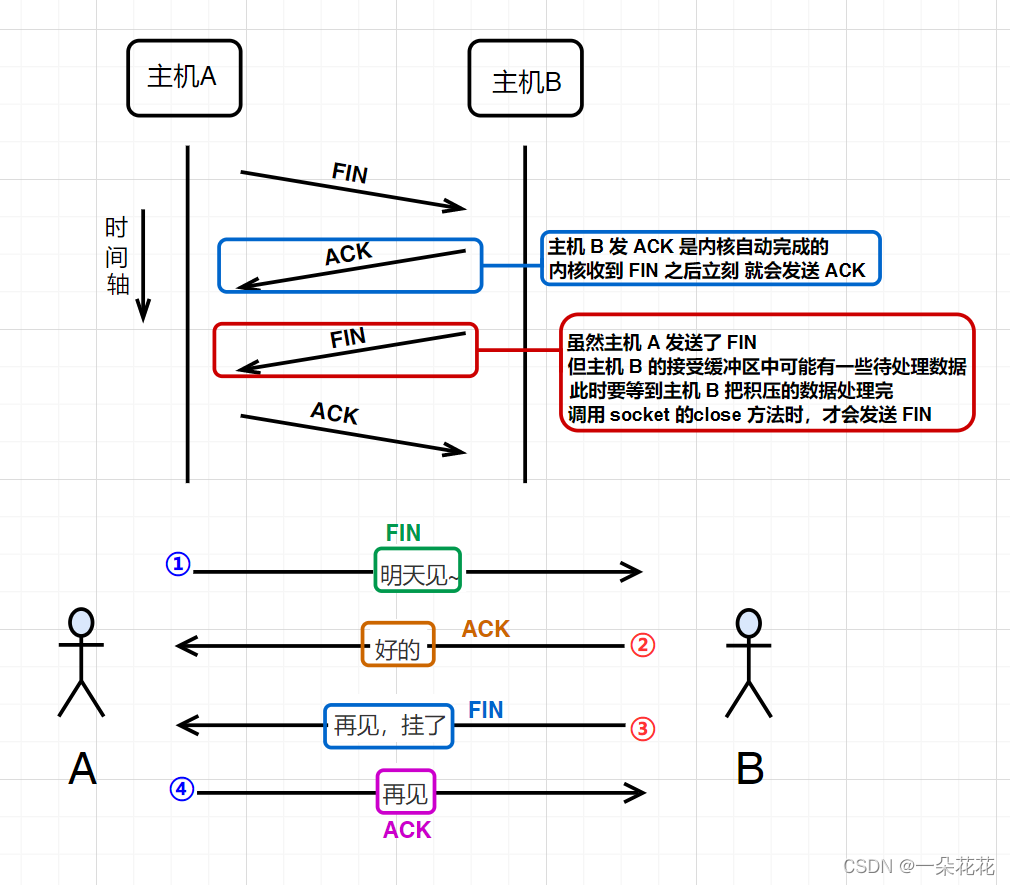 主机A
主机B
FIN
时
间
轴
ACK
主机 B 发 ACK 是内核自动完成的
内核收到 FIN 之后立刻 就会发送 ACK
FIN
虽然主机 A 发送了 FIN
但主机 B 的接受缓冲区中可能有一些待处理数据
此时要等到主机 B 把积压的数据处理完
调用 socket 的close 方法时，才会发送 FIN
ACK
FIN
①
明天见~
ACK
好的
②
FIN
再见，挂了
③
A
B
④
再见
ACK
CSDN @一朵花花